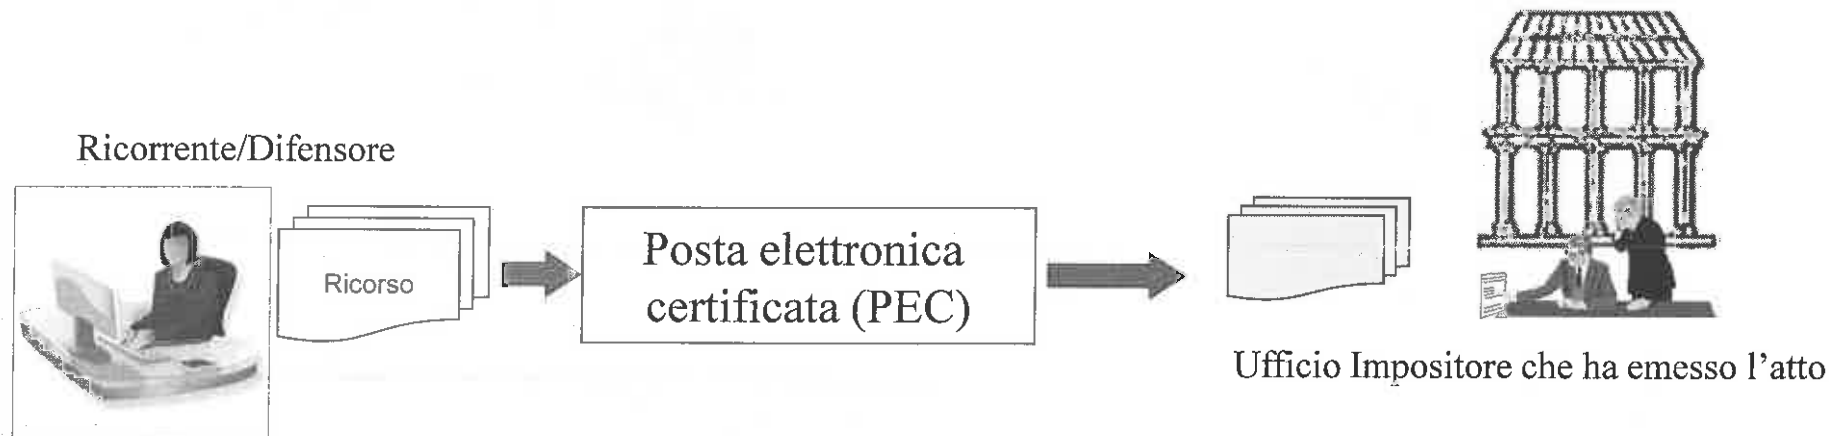 Ricorrente/Difensore
Ricorso
Posta elettronica
certificata (PEC)
Ufficio Impositore che ha emesso l'atto